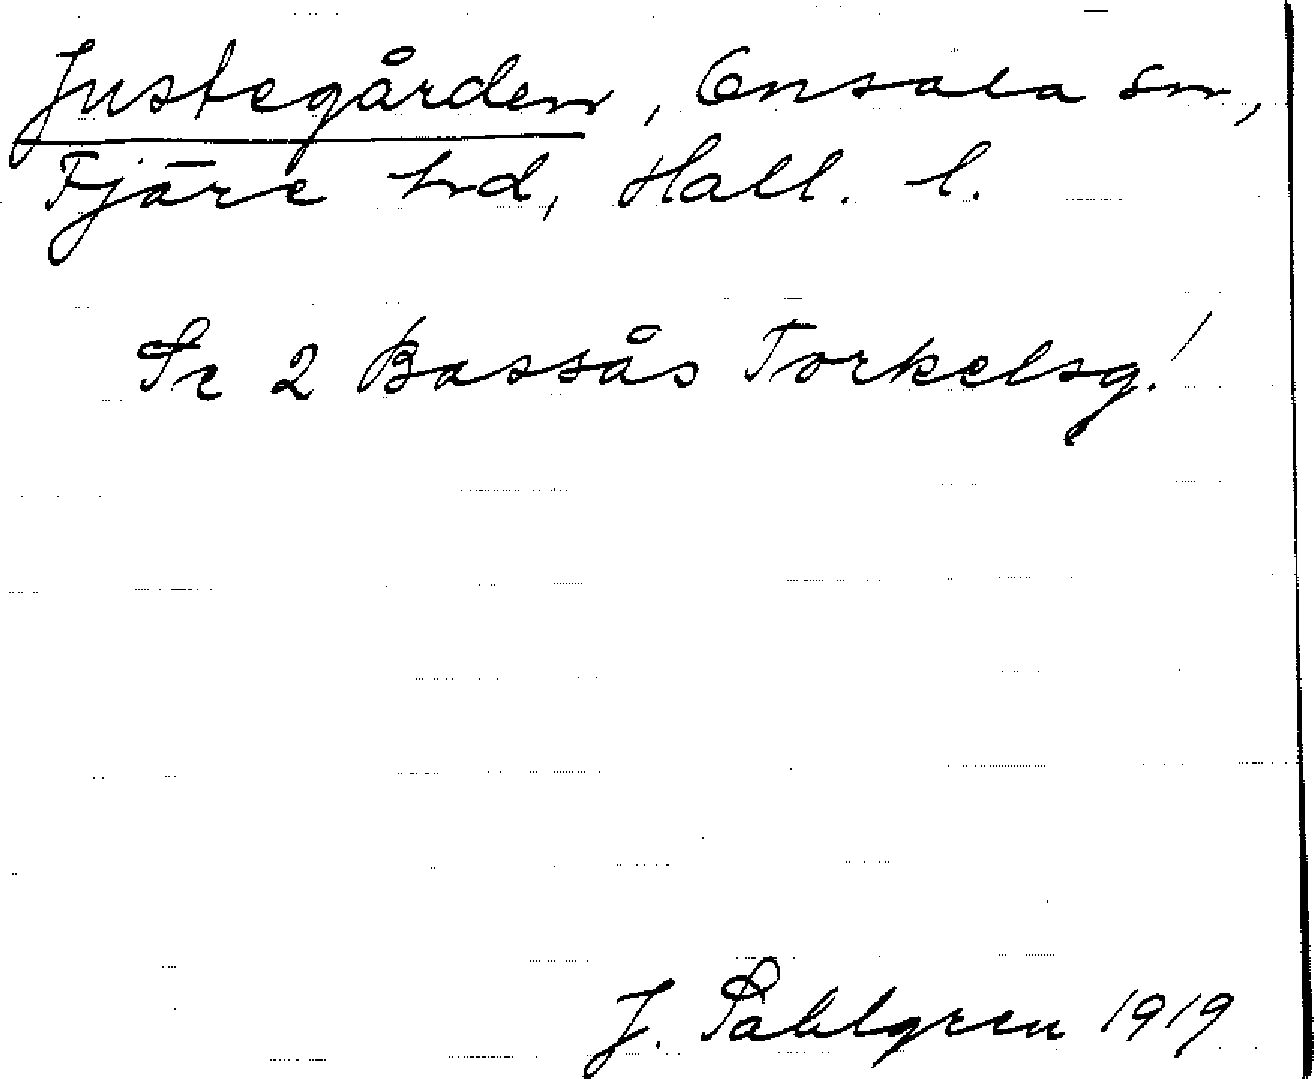 Justegården, Onsala sn,
Fjäre hd, Hall. l.
Se 2 Bassås Torkelsg.!
J. Sahlgren 1919